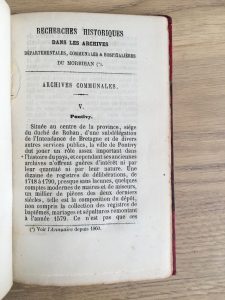 RECHERCHES HISTORIQUES
DANS LES ARCHIVES
DÉPARTEMENTALES, COMMUNALES & HOSPITALIÈRES
DU MORBIHAN (*).
ARCHIVES COMMUNALES.
V.
Pontivy.
Située au centre de la province, siége
du duché de Rohan, d'une subdélégation
de l'Intendance de Bretagne et de divers
autres services publics, la ville de Pontivy
dut jouer un rôle assez important dans
l'histoire du pays, et cependant ses anciennes
archives n'offrent guères d'intérêt ni par
leur quantité ni par leur nature. Une
dizaine de registres de délibérations, de
1718 à 1790, presque sans lacunes, quelques
comptes modernes de maires et de miseurs,
un millier de pièces des deux derniers
siècles, telle est la composition du dépôt,
non compris la collection des registres de
baptêmes, mariages et sépultures remontant
à l'année 1579. Ce n'est pas que ces
(*) Voir l'Annuaire depuis 1860.